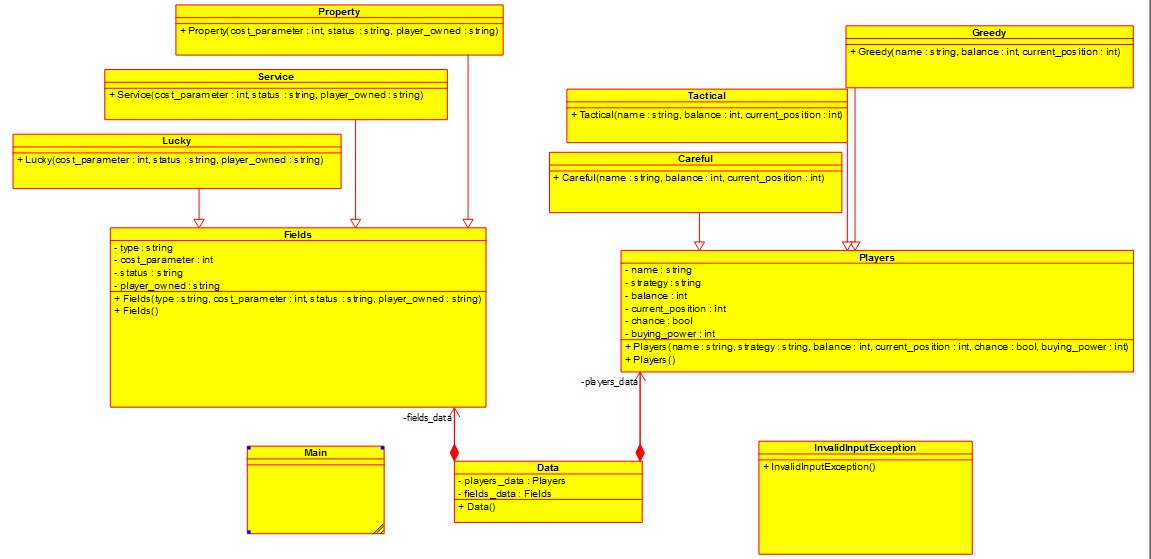 Property
+ Property(cost_parameter : int, status : string, player_owned : string)
Service
+ Service(cost_parameter : int, status : string, player_owned : string)
Lucky
+ Lucky(cost_parameter : int, status : string, player_owned : string)
Greedy
+ Greedy(name : string, balance : int, current_position : int)
Tactical
+ Tactical(name : string, balance : int, current_position : int)
Careful
+ Careful(name : string, balance : int, current_position : int)
Fields
- type : string
- cost_parameter : int
- status : string
- player_owned : string
+ Fields(type : string, cost_parameter : int, status : string, player_owned : string)
+ Fields()
Players
- name : string
- strategy : string
- balance : int
- current_position : int
- chance : bool
- buying_power : int
+ Players(name : string, strategy : string, balance : int, current_position : int, chance : bool, buying_power : int)
+ Players()
-players_data
-fields_data
Main
Data
- players_data : Players
- fields_data : Fields
+ Data()
InvalidInputException
+ InvalidInputException()